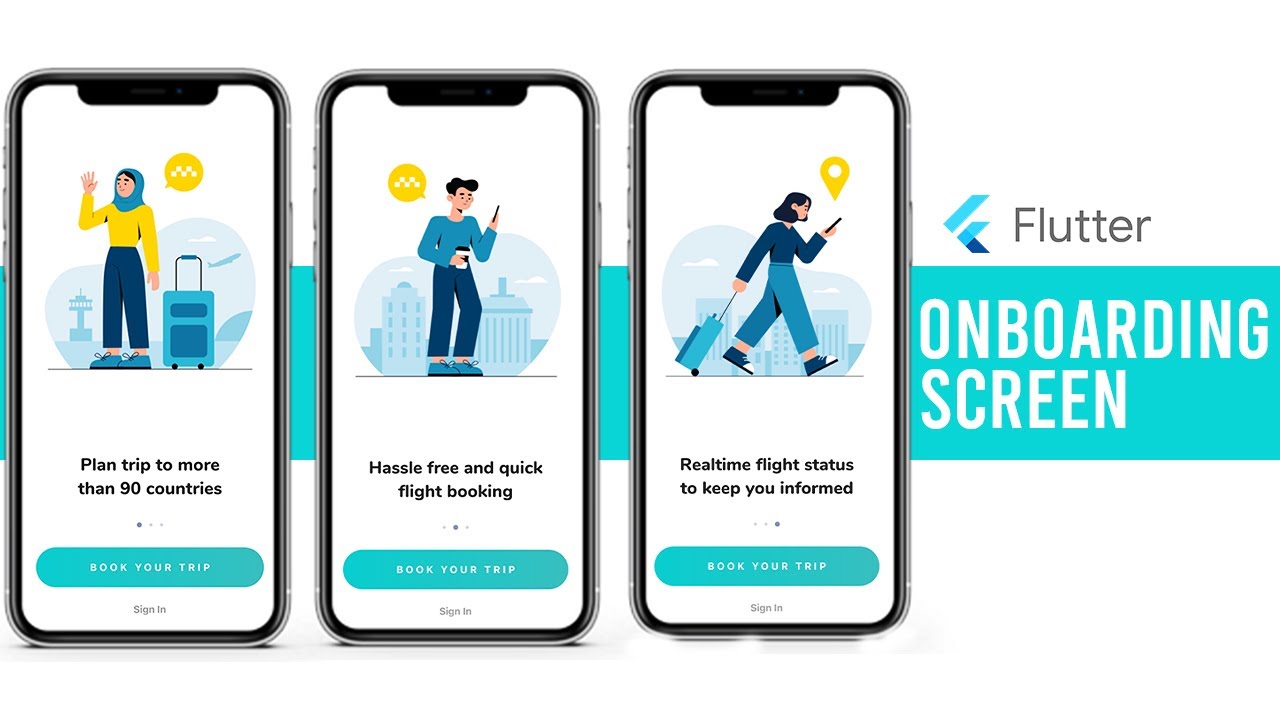 Plan trip to more
than 90 countries
BOOK YOUR TRIP
Sign In
Hassle free and quick
flight booking
BOOK YOUR TRIP
Sign In
Realtime flight status
to keep you informed
BOOK YOUR TRIP
Sign In
Flutter
ONBOARDING
SCREEN